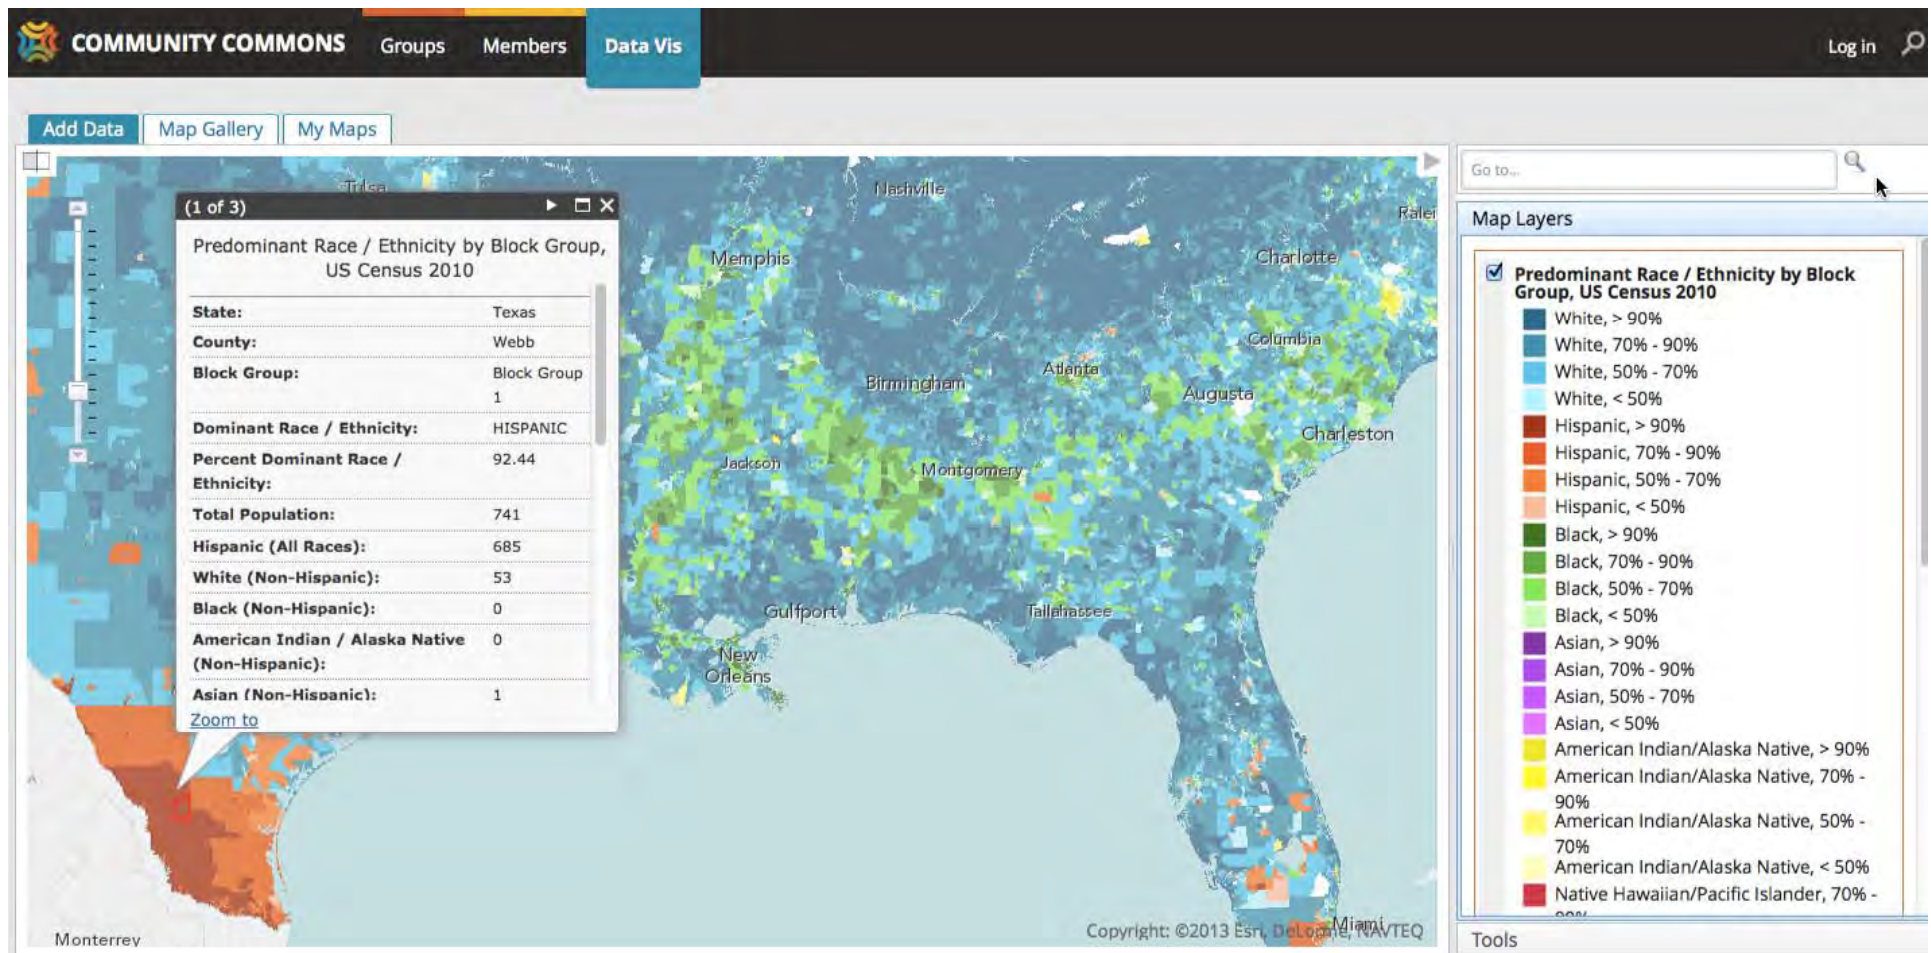 COMMUNITY COMMONS
Groups
Members
Data Vis
Log in
Add Data
Map Gallery
My Maps
Go to...
Map Layers
Predominant Race / Ethnicity by Block
Group, US Census 2010
White, > 90%
White, 70% - 90%
White, 50% - 70%
White, < 50%
Hispanic, > 90%
Hispanic, 70% - 90%
Hispanic, 50% - 70%
Hispanic, < 50%
Black, > 90%
Black, 70% - 90%
Black, 50% - 70%
Black, < 50%
Asian, > 90%
Asian, 70% - 90%
Asian, 50% - 70%
Asian, < 50%
American Indian/Alaska Native, > 90%
American Indian/Alaska Native, 70% -
90%
American Indian/Alaska Native, 50% -
70%
American Indian/Alaska Native, < 50%
Native Hawaiian/Pacific Islander, 70% -
90%
Tools
(1 of 3)
Predominant Race / Ethnicity by Block Group,
US Census 2010
State: Texas
County: Webb
Block Group: Block Group
1
Dominant Race / Ethnicity: HISPANIC
Percent Dominant Race / 92.44
Ethnicity:
Total Population: 741
Hispanic (All Races): 685
White (Non-Hispanic): 53
Black (Non-Hispanic): 0
American Indian / Alaska Native 0
(Non-Hispanic):
Asian (Non-Hispanic): 1
Zoom to
Tulsa
Nashville
Ralei
Memphis
Charlotte
Columbia
Atlanta
Birmingham
Augusta
Charleston
Jackson
Montgomery
Gulfport
Tallahassee
New
Orleans
Miami
Monterrey
Copyright: ©2013 Esri, DeLorme, NAVTEQ